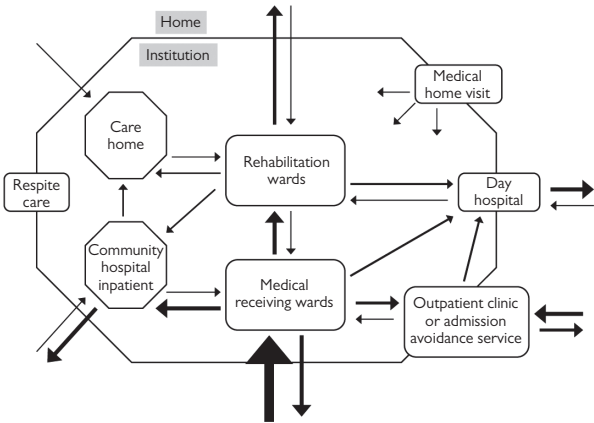 Home
Institution
Medical
home visit
Care
home
Rehabilitation
wards
Respite
care
Day
hospital
Community
hospital
inpatient
Medical
receiving wards
Outpatient clinic
or admission
avoidance service